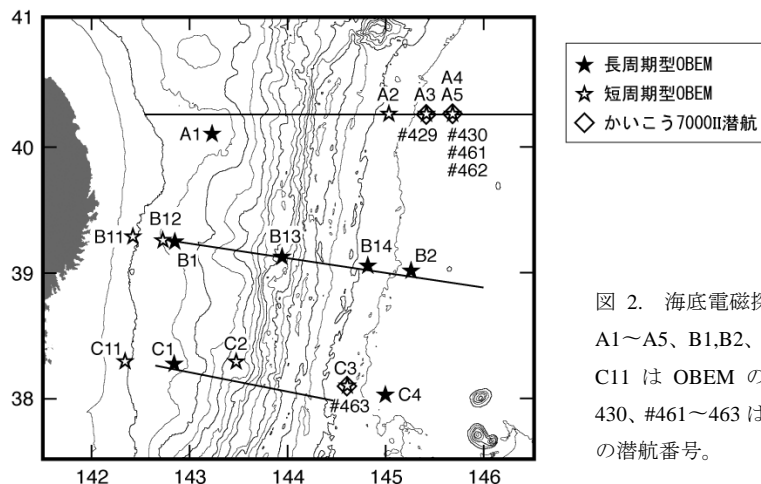 41
40
39
38
142
143
144
145
146
A1
A2
A3
A4
A5
#429
#430
#461
#462
B11
B12
B1
B13
B14
B2
C11
C1
C2
C3
#463
C4
長周期型OBEM
短周期型OBEM
かいこう7000II潜航
図 2. 海底電磁探
A1～A5、B1,B2、
C11 は OBEM の
430、#461～463 は
の潜航番号。